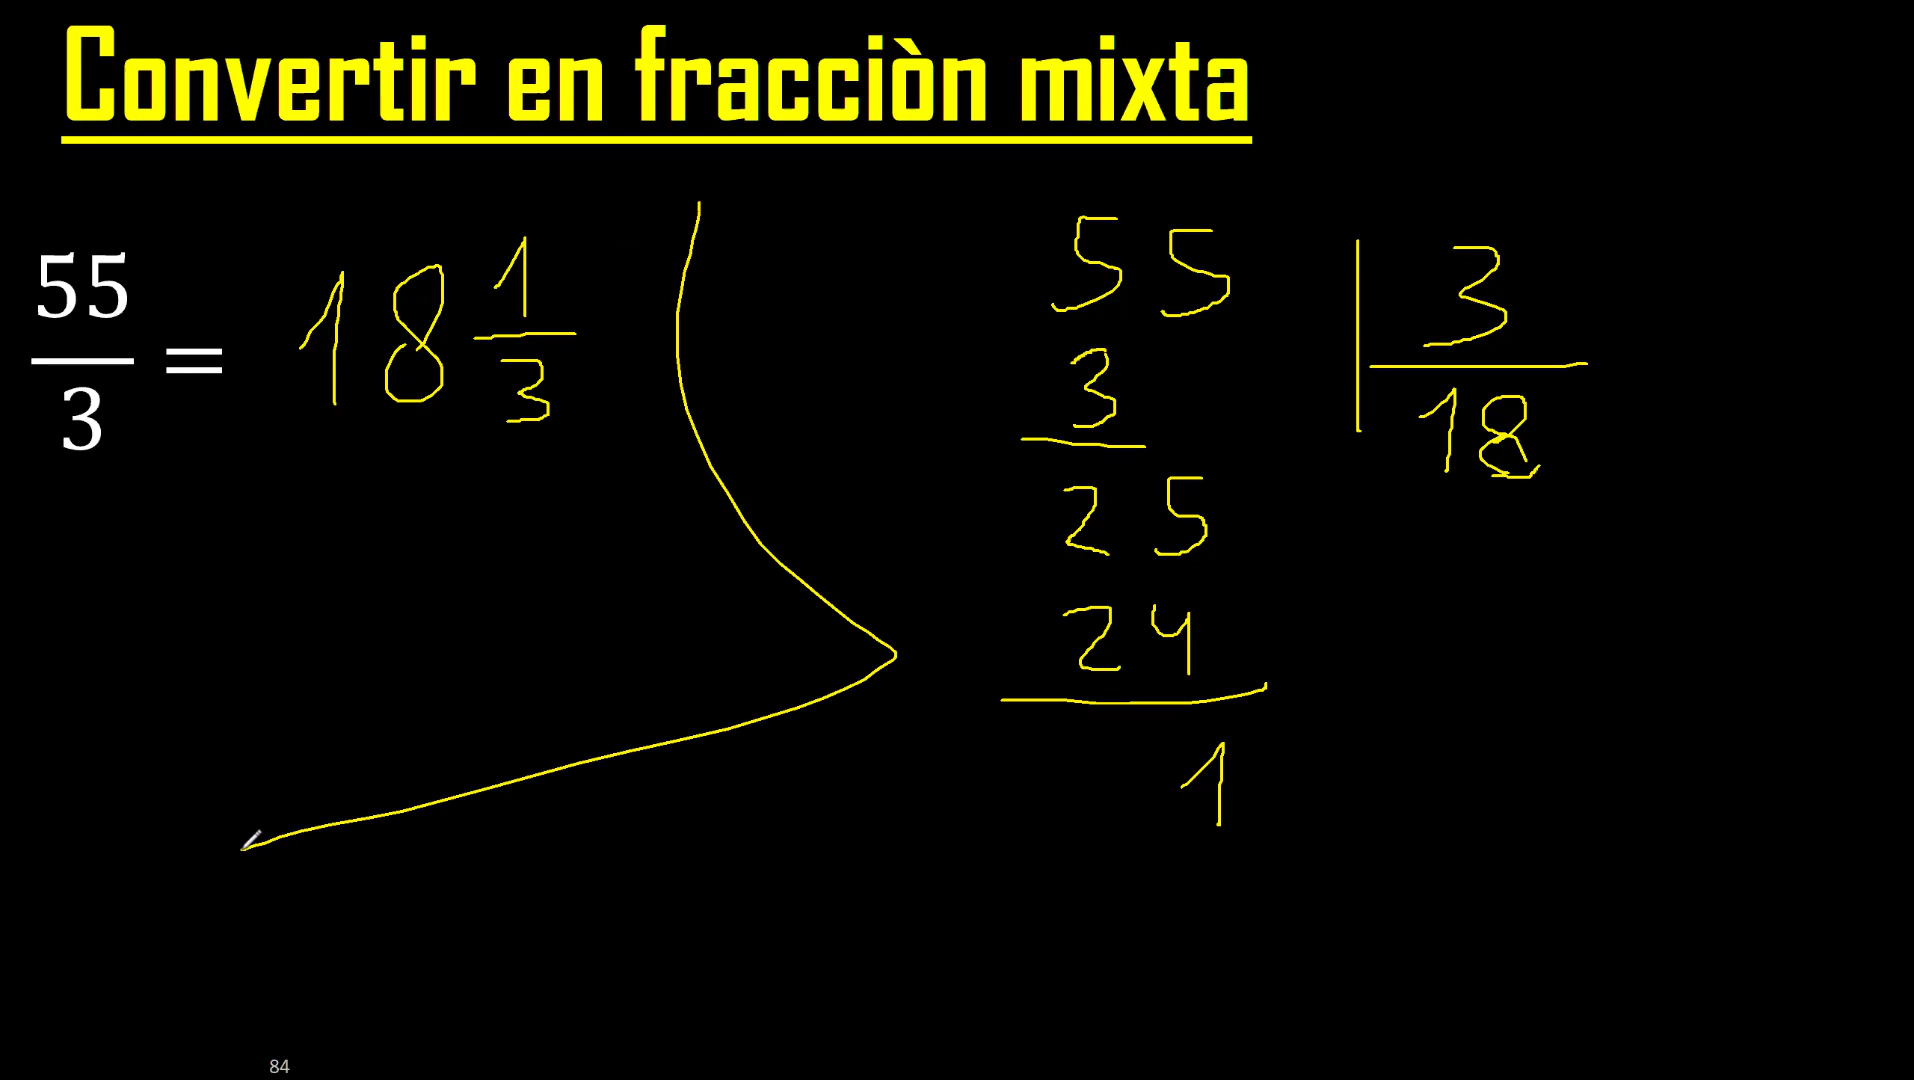 Convertir en fracciòn mixta
55/3 = 18 1/3
55 | 3
3
18
25
24
1
84